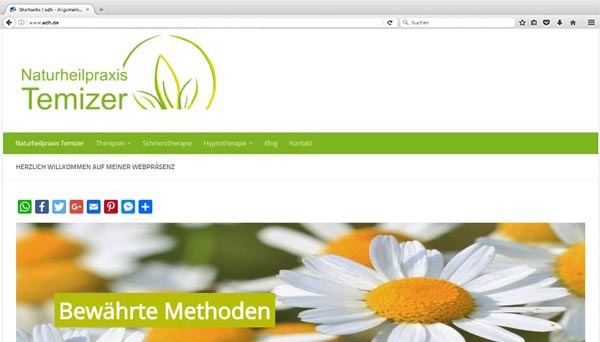 Startseite / adh - Allgemein...
www.adh.de
Suchen
Naturheilpraxis
Temizer
Naturheilpraxis Temizer Therapien Schmerztherapie Hypnotherapie Blog Kontakt
HERZLICH WILLKOMMEN AUF MEINER WEBPRÄSENZ
Bewährte Methoden